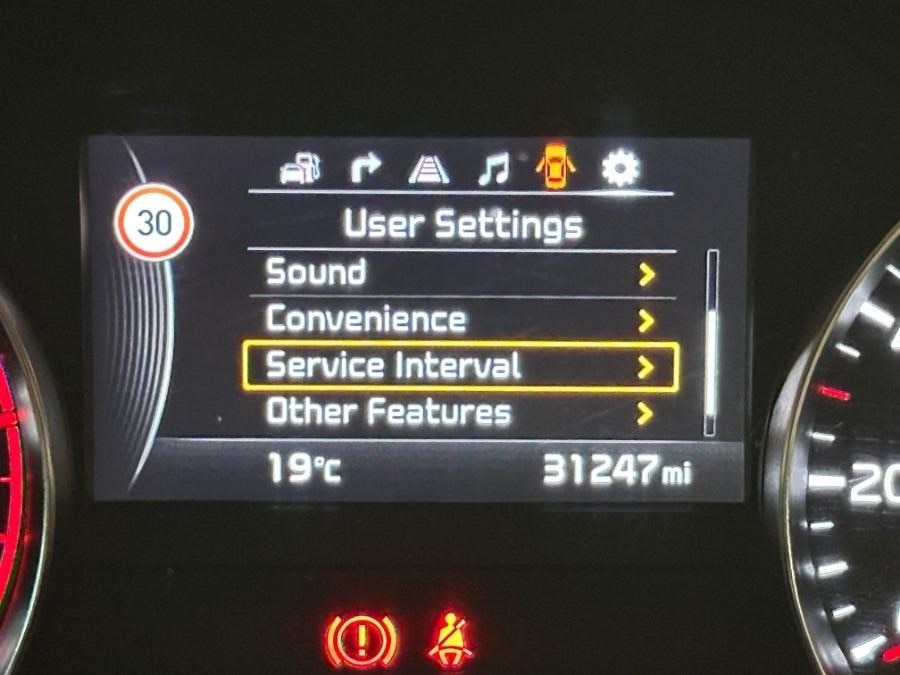 30
User Settings
Sound
Convenience
Service Interval
Other Features
19°C
31247mi
20